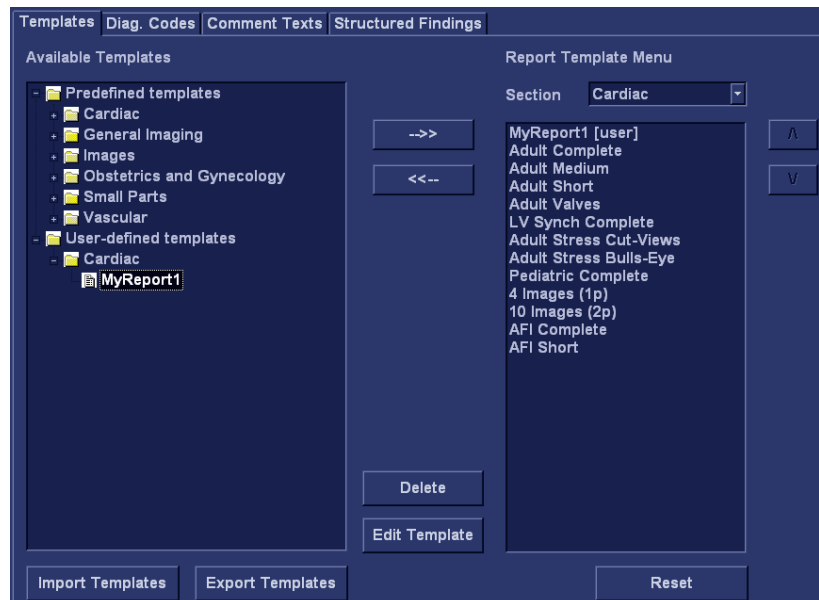 Templates Diag. Codes Comment Texts Structured Findings
Available Templates
Predefined templates
Cardiac
General Imaging
Images
Obstetrics and Gynecology
Small Parts
Vascular
User-defined templates
Cardiac
MyReport1
-->>
<<--
Delete
Edit Template
Report Template Menu
Section Cardiac
MyReport1 [user]
Adult Complete
Adult Medium
Adult Short
Adult Valves
LV Synch Complete
Adult Stress Cut-Views
Adult Stress Bulls-Eye
Pediatric Complete
4 Images (1p)
10 Images (2p)
AFI Complete
AFI Short
/\
\/
Import Templates Export Templates Reset